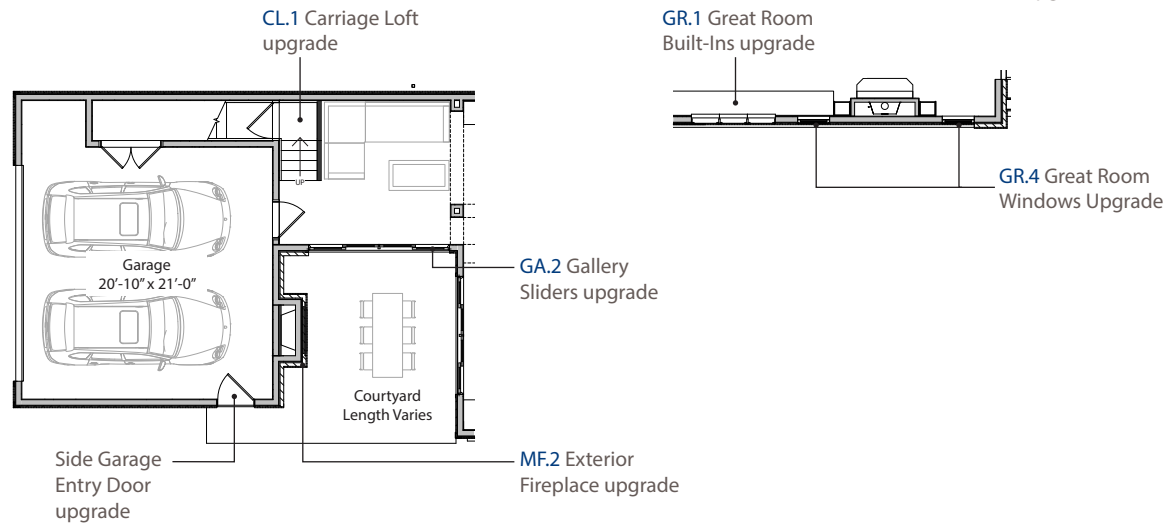 CL.1 Carriage Loft
upgrade
GR.1 Great Room
Built-Ins upgrade
UP
GR.4 Great Room
Windows Upgrade
Garage
20'-10" x 21'-0"
GA.2 Gallery
Sliders upgrade
Courtyard
Length Varies
Side Garage
Entry Door
upgrade
MF.2 Exterior
Fireplace upgrade